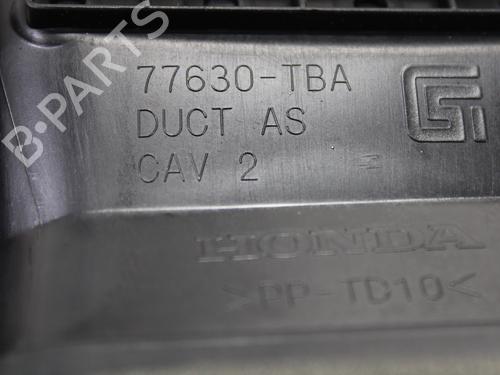 77630-TBA
DUCT AS
CAV 2
HONDA
>PP-TD10<
B-Parts